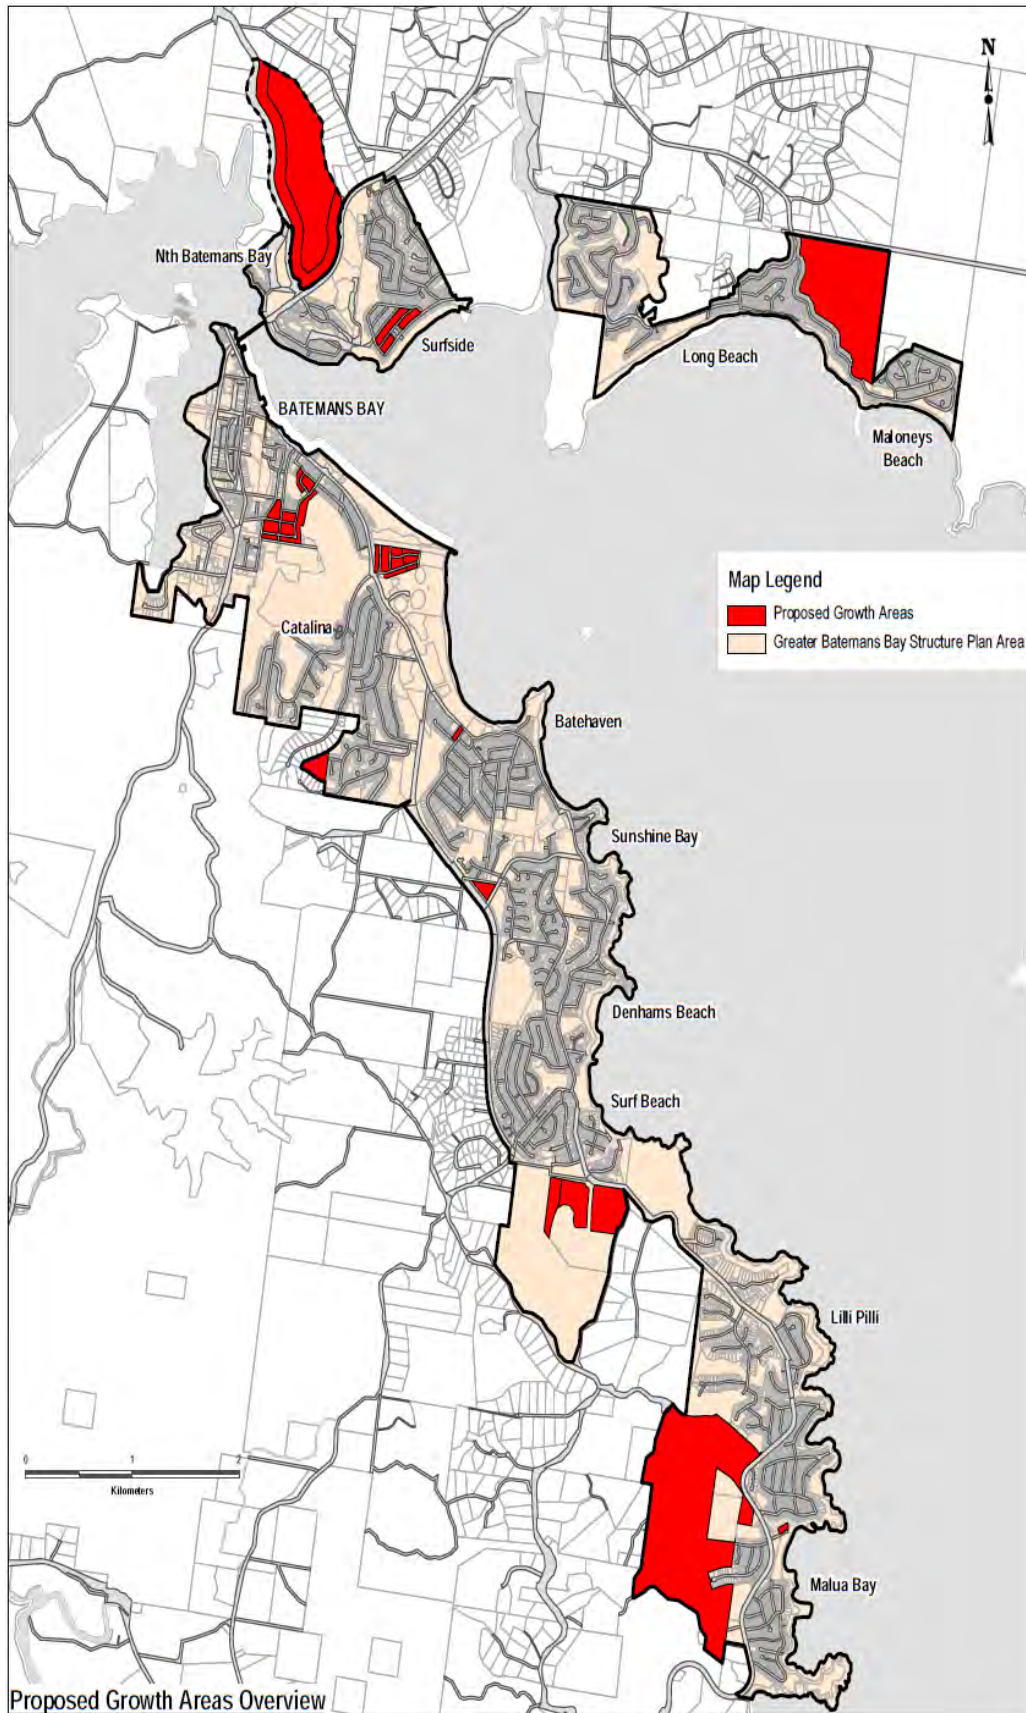 N
Nth Batemans Bay
Surfside
Long Beach
BATEMANS BAY
Maloneys
Beach
Map Legend
Proposed Growth Areas
Greater Batemans Bay Structure Plan Area
Catalina
Batehaven
Sunshine Bay
Denhams Beach
Surf Beach
Lilli Pilli
0 1 2
Kilometers
Malua Bay
Proposed Growth Areas Overview